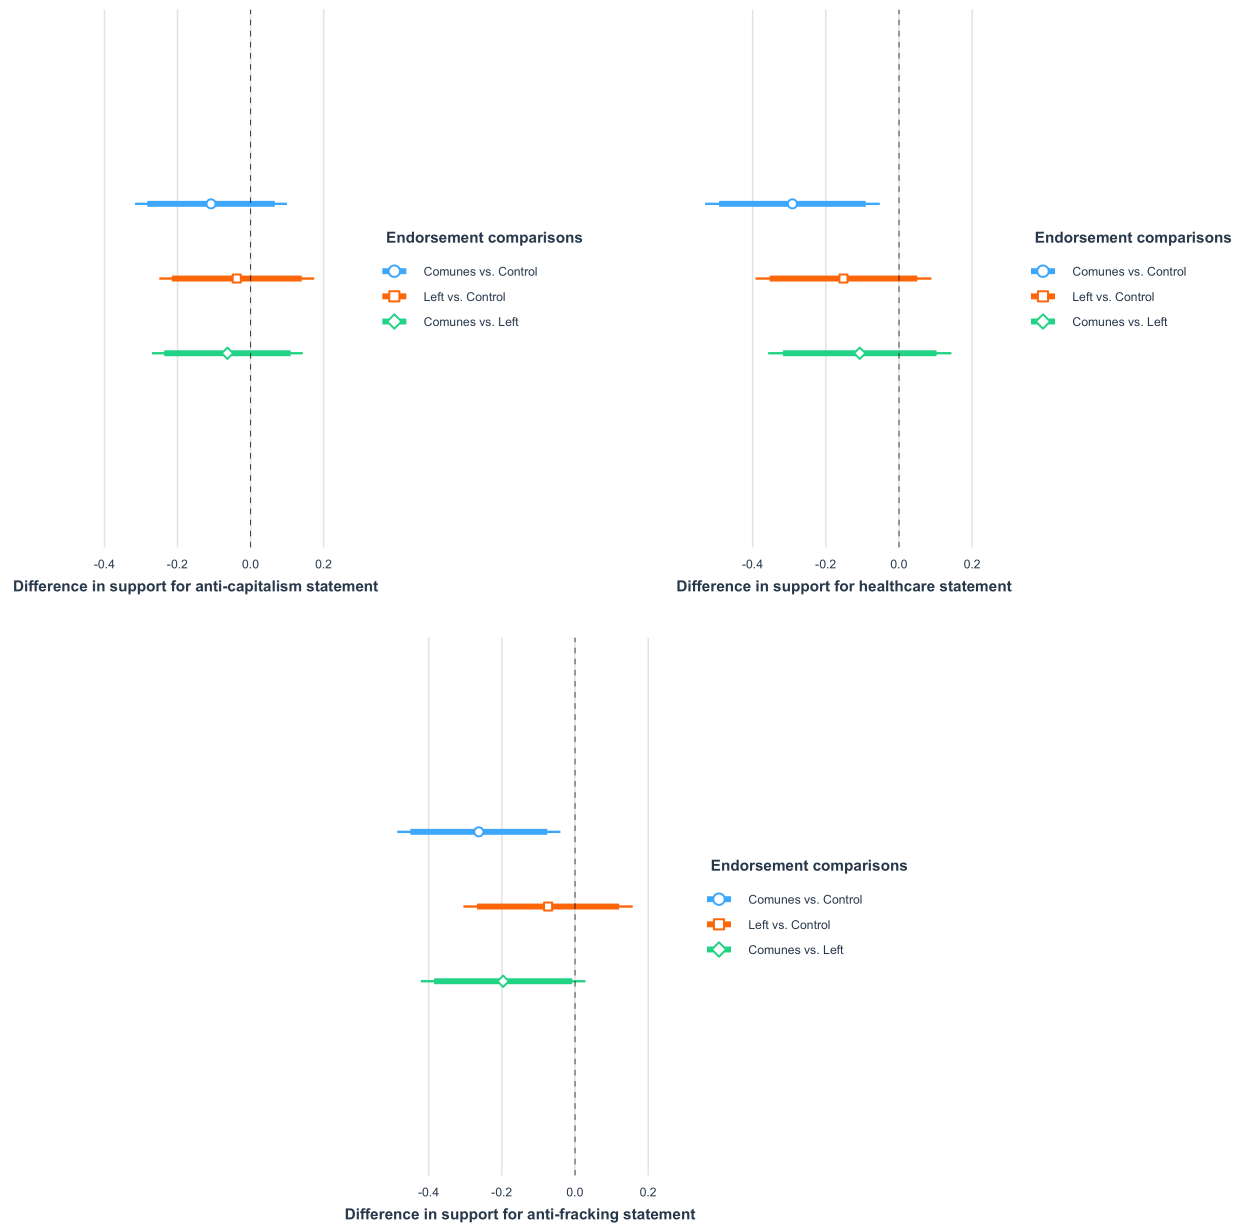 Endorsement comparisons
Comunes vs. Control
Left vs. Control
Comunes vs. Left
-0.4 -0.2 0.0 0.2
Difference in support for anti-capitalism statement
Endorsement comparisons
Comunes vs. Control
Left vs. Control
Comunes vs. Left
-0.4 -0.2 0.0 0.2
Difference in support for healthcare statement
Endorsement comparisons
Comunes vs. Control
Left vs. Control
Comunes vs. Left
-0.4 -0.2 0.0 0.2
Difference in support for anti-fracking statement